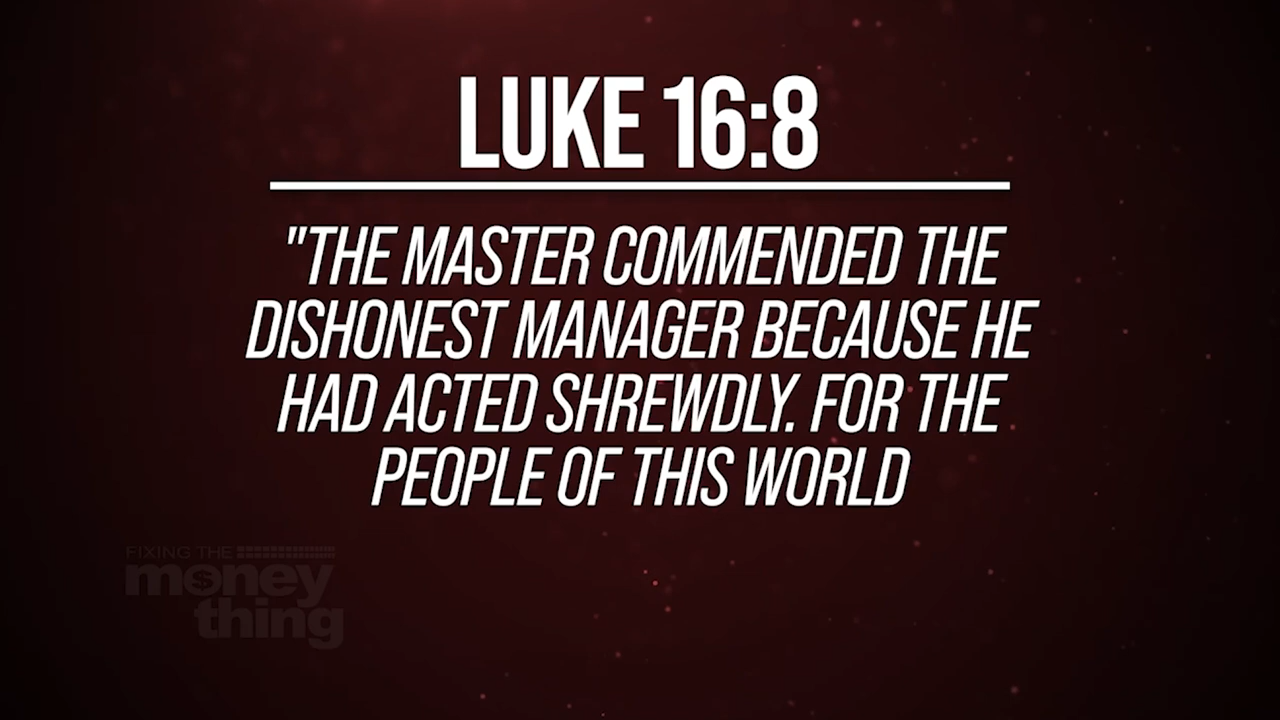 LUKE 16:8
"THE MASTER COMMENDED THE
DISHONEST MANAGER BECAUSE HE
HAD ACTED SHREWDLY. FOR THE
PEOPLE OF THIS WORLD
FIXING THE
money
thing